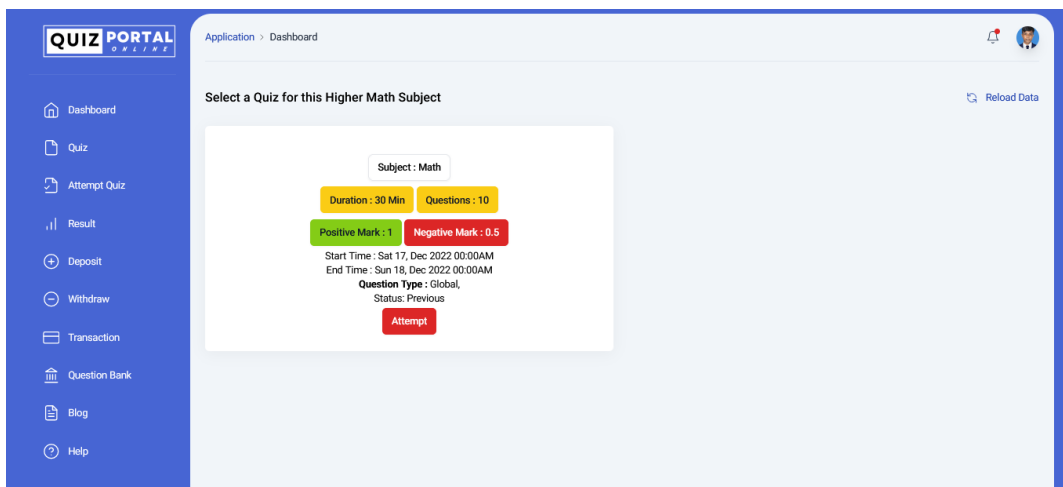 QUIZ PORTAL
ONLINE
Application > Dashboard
Dashboard
Quiz
Attempt Quiz
Result
Deposit
Withdraw
Transaction
Question Bank
Blog
Help
Select a Quiz for this Higher Math Subject
Reload Data
Subject : Math
Duration : 30 Min Questions : 10
Positive Mark : 1 Negative Mark : 0.5
Start Time : Sat 17, Dec 2022 00:00AM
End Time : Sun 18, Dec 2022 00:00AM
Question Type : Global,
Status: Previous
Attempt